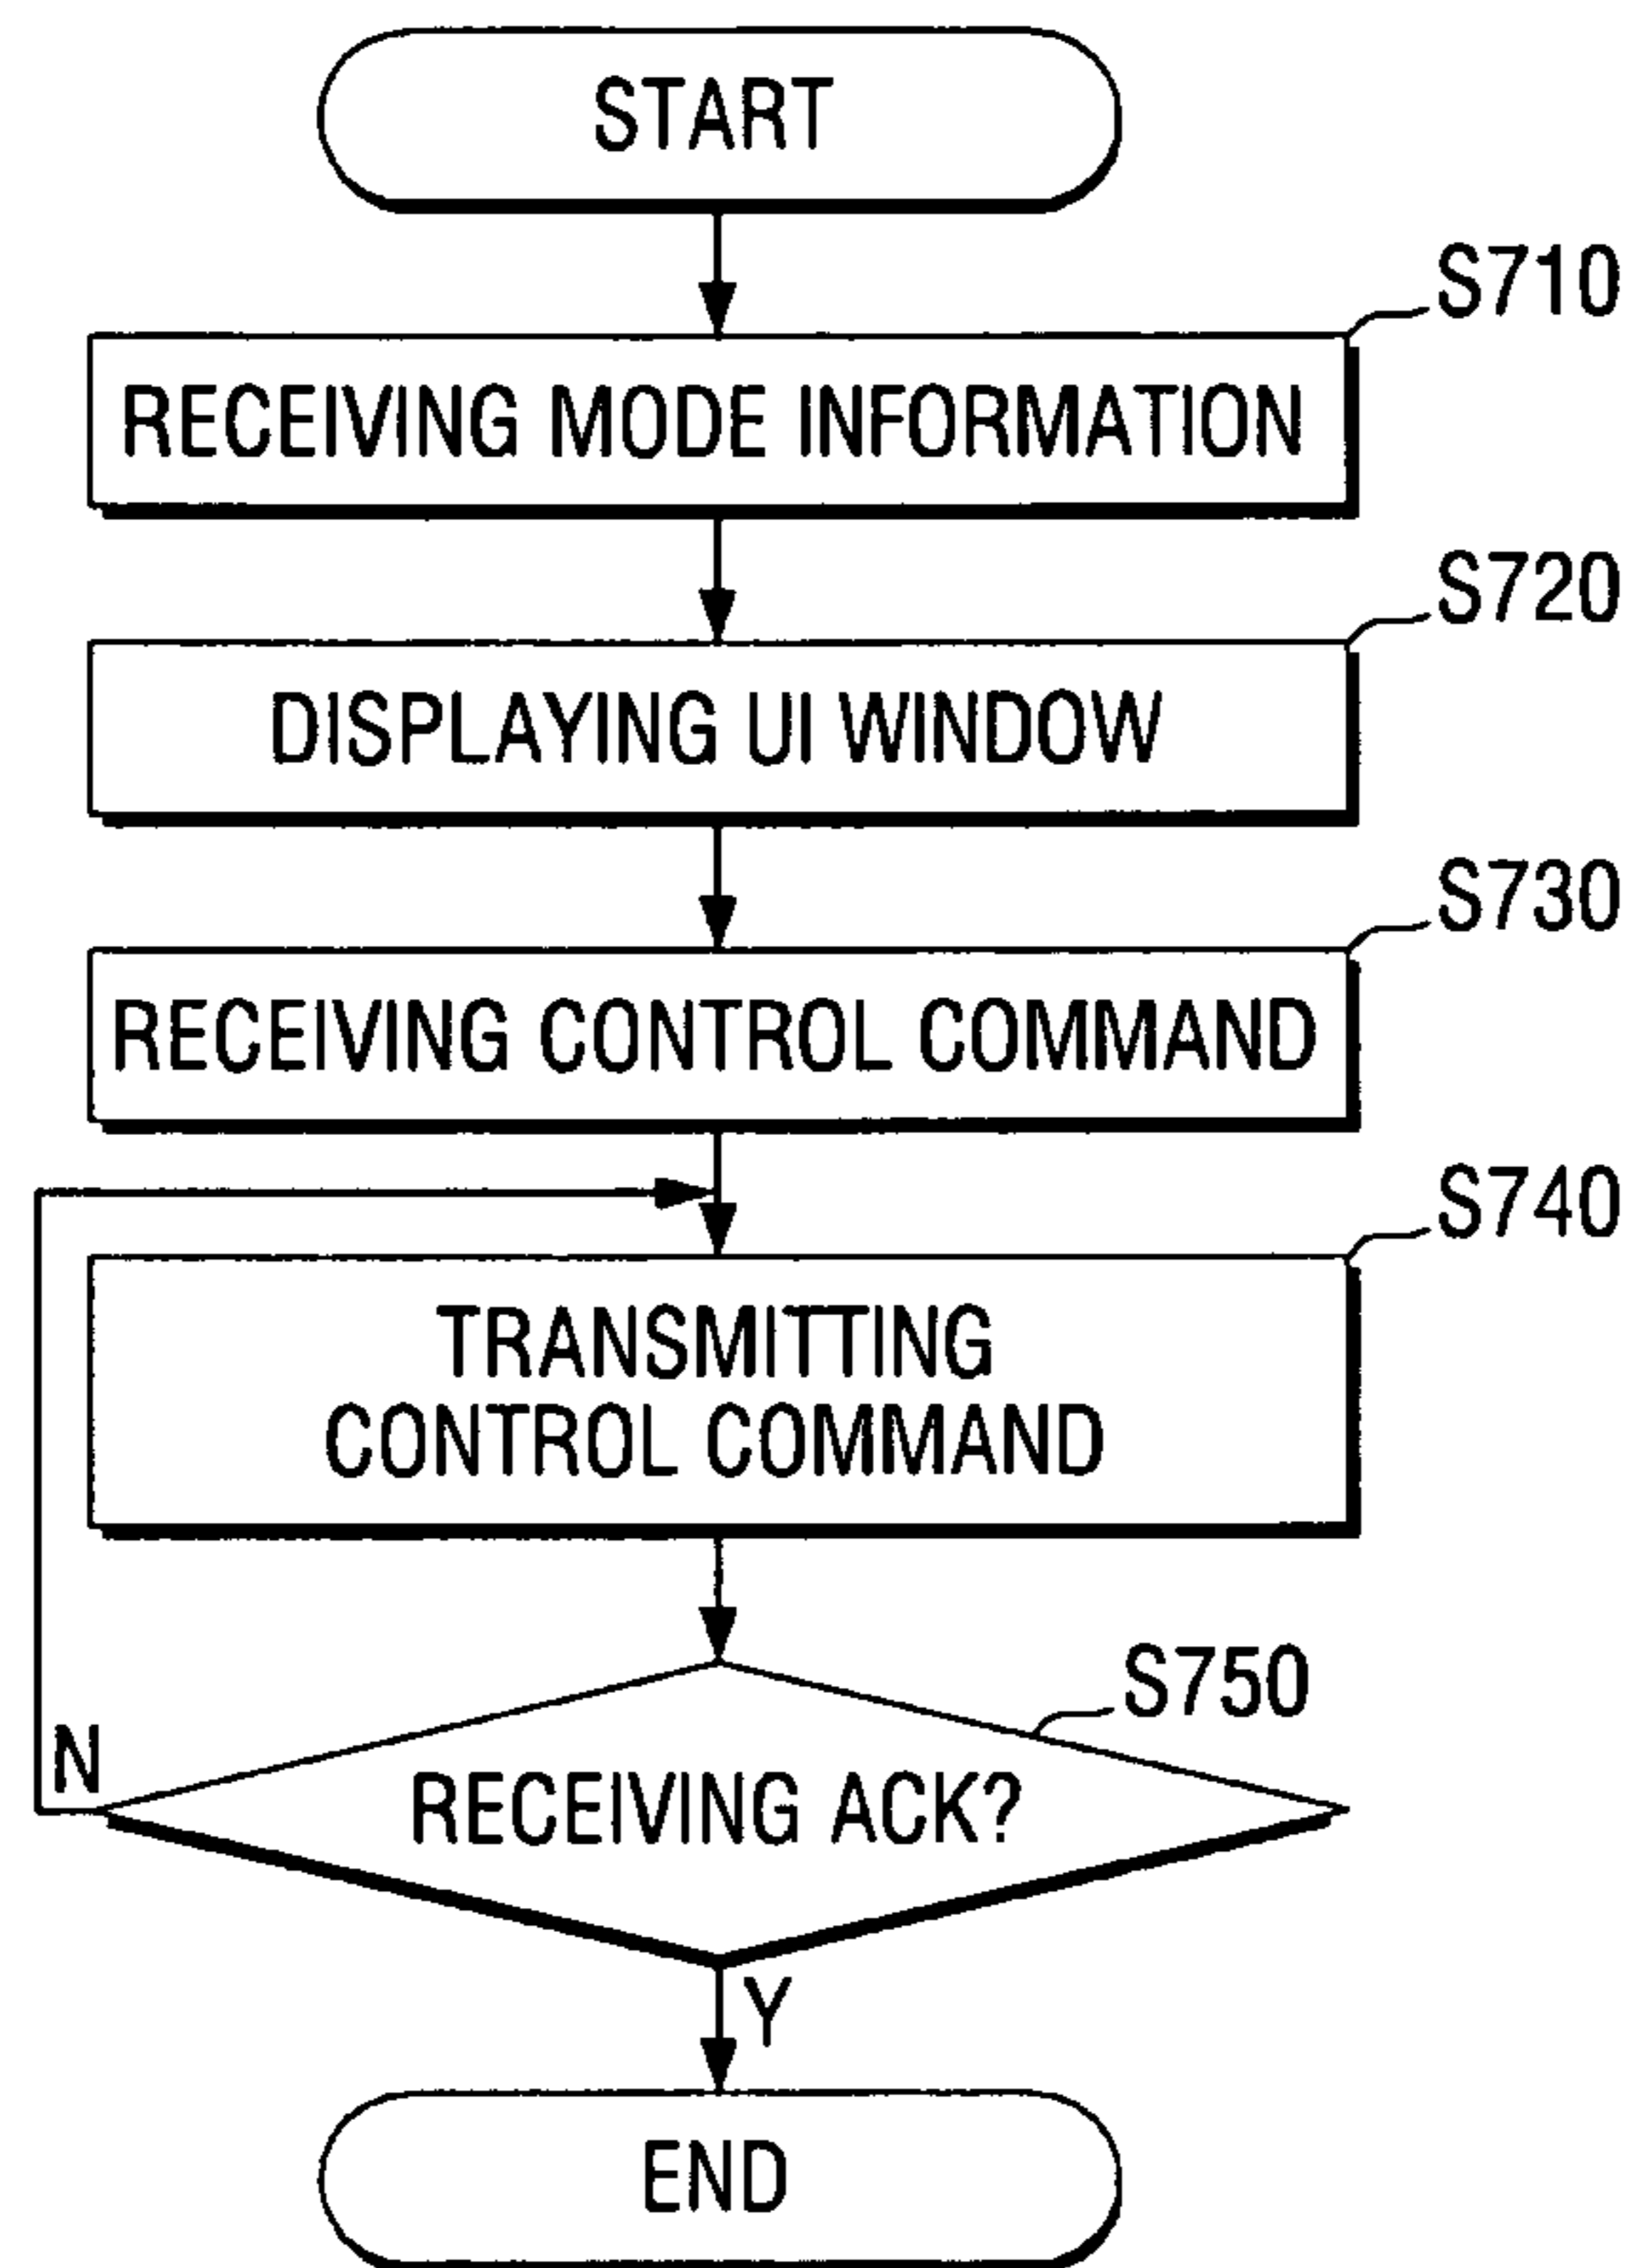 START
S710
RECEIVING MODE INFORMATION
S720
DISPLAYING UI WINDOW
S730
RECEIVING CONTROL COMMAND
S740
TRANSMITTING
CONTROL COMMAND
S750
N
RECEIVING ACK?
Y
END